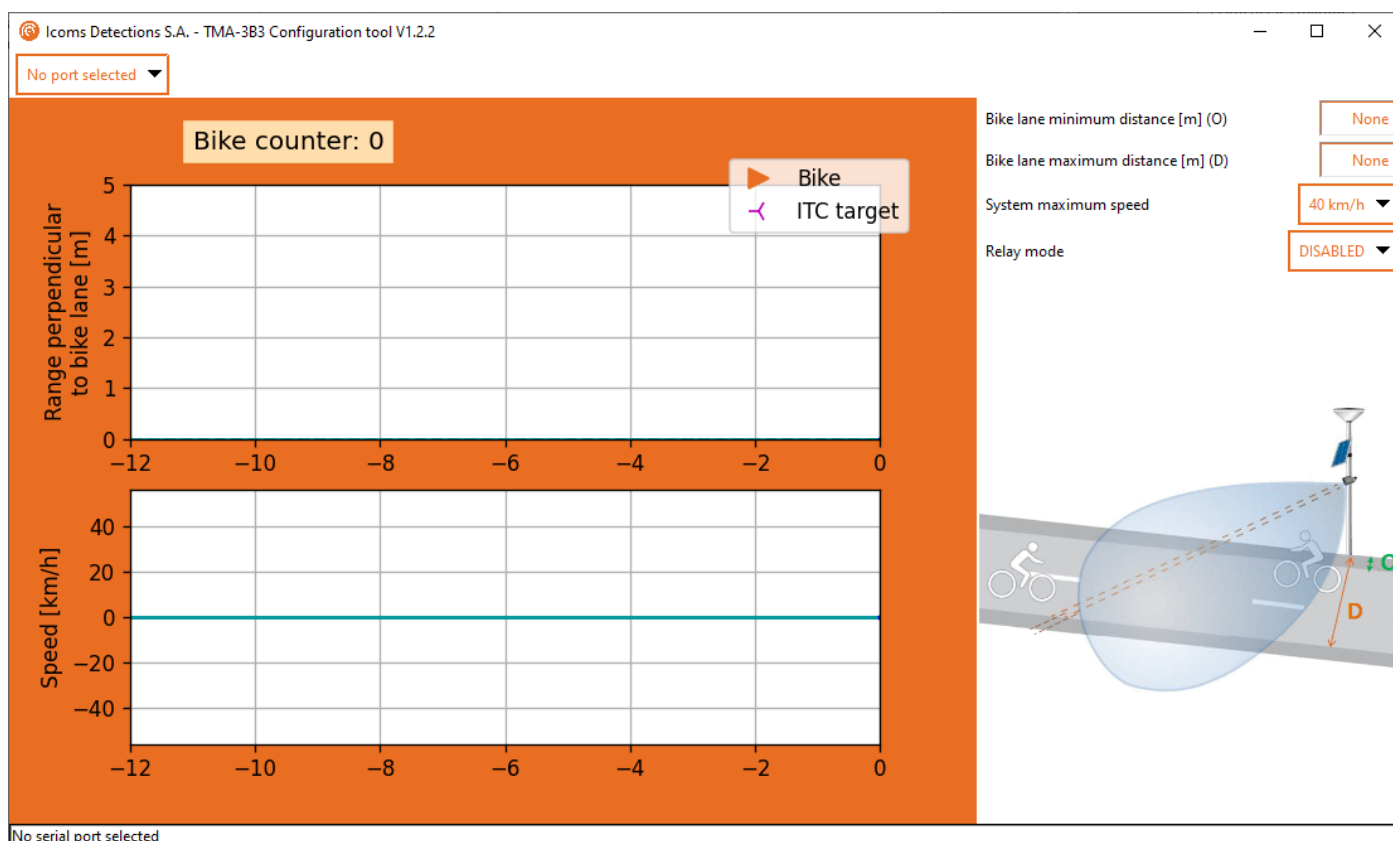 Icoms Detections S.A. - TMA-3B3 Configuration tool V1.2.2
No port selected
Bike counter: 0
Bike
ITC target
Range perpendicular
to bike lane [m]
5
4
3
2
1
0
−12 −10 −8 −6 −4 −2 0
Speed [km/h]
40
20
0
−20
−40
−12 −10 −8 −6 −4 −2 0
Bike lane minimum distance [m] (O) None
Bike lane maximum distance [m] (D) None
System maximum speed 40 km/h
Relay mode DISABLED
D
No serial port selected